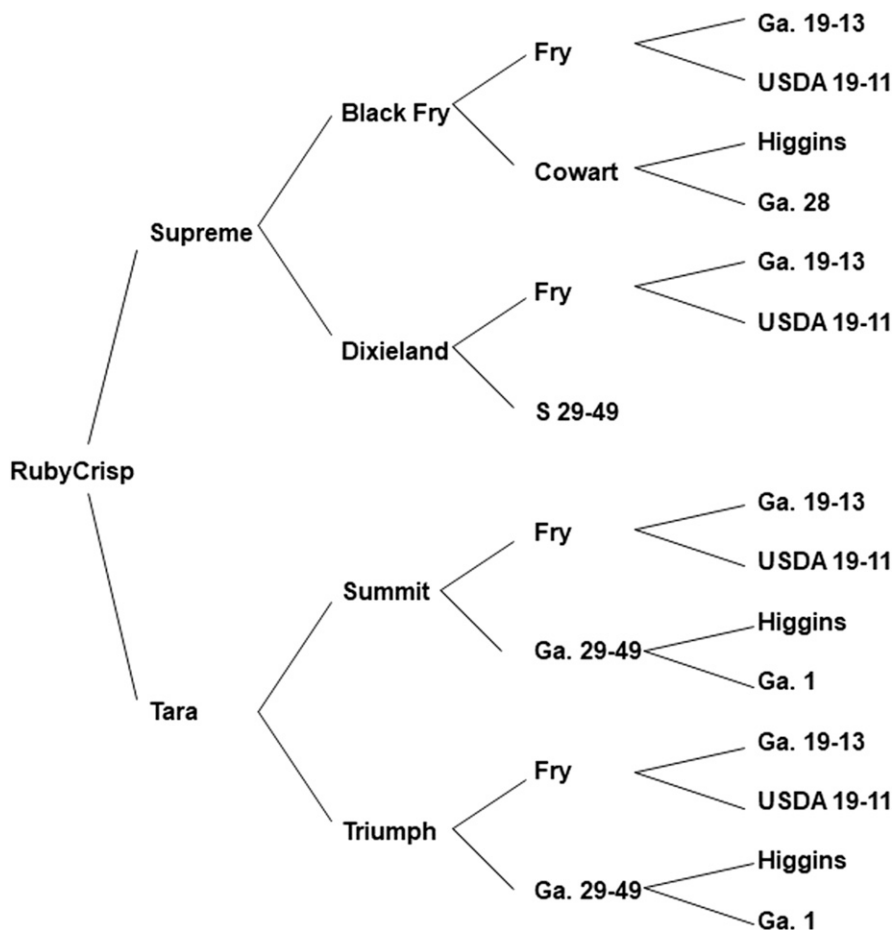 Ga. 19-13
Fry
USDA 19-11
Black Fry
Higgins
Cowart
Ga. 28
Supreme
Ga. 19-13
Fry
USDA 19-11
Dixieland
S 29-49
RubyCrisp
Ga. 19-13
Fry
USDA 19-11
Summit
Higgins
Ga. 29-49
Ga. 1
Tara
Ga. 19-13
Fry
USDA 19-11
Triumph
Higgins
Ga. 29-49
Ga. 1